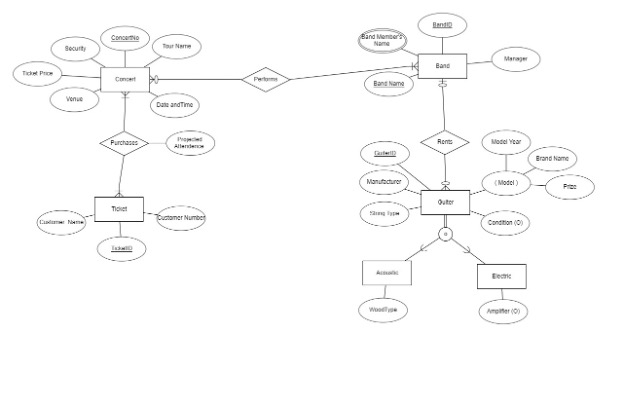 BandID
ConcertNo
Band Member's
Name
Security
Tour Name
Manager
Concert
Band
Ticket Price
Performs
Band Name
Venue
Date andTime
Purchases
Projected
Attendence
Rents
Model Year
GuiterID
Brand Name
Manufacturer
( Model )
Prize
Ticket
Guiter
String Type
Customer Name
Customer Number
Condition (O)
TicketID
o
Acoustic
Electric
WoodType
Amplifier (O)